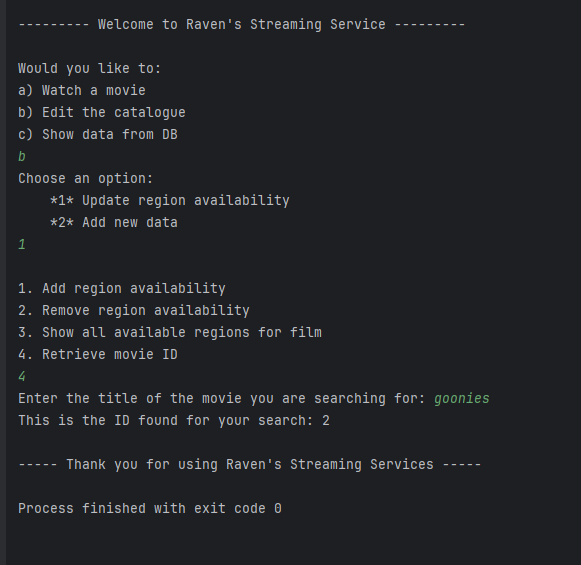 --------- Welcome to Raven's Streaming Service ---------
Would you like to:
a) Watch a movie
b) Edit the catalogue
c) Show data from DB
b
Choose an option:
    *1* Update region availability
    *2* Add new data
1
1. Add region availability
2. Remove region availability
3. Show all available regions for film
4. Retrieve movie ID
4
Enter the title of the movie you are searching for: goonies
This is the ID found for your search: 2
----- Thank you for using Raven's Streaming Services -----
Process finished with exit code 0